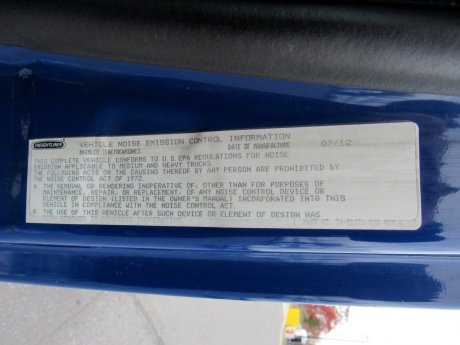 FREIGHTLINER
VEHICLE NOISE EMISSION CONTROL INFORMATION
DATE OF MANUFACTURE 07/12
THIS COMPLETE VEHICLE CONFORMS TO U.S.EPA REGULATIONS FOR NOISE
EMISSION APPLICABLE TO MEDIUM AND HEAVY TRUCKS.
THE FOLLOWING ACTS OR THE CAUSING THEREOF BY ANY PERSON ARE PROHIBITED BY
THE NOISE CONTROL ACT OF 1972
A. THE REMOVAL OR RENDERING INOPERATIVE OF, OTHER THAN FOR PURPOSES OF
MAINTENANCE, REPAIR, OR REPLACEMENT, OF ANY NOISE CONTROL DEVICE OR
ELEMENT OF DESIGN (LISTED IN THE OWNER'S MANUAL) INCORPORATED INTO THIS
VEHICLE IN COMPLIANCE WITH THE NOISE CONTROL ACT.
B. THE USE OF THIS VEHICLE AFTER SUCH DEVICE OR ELEMENT OF DESIGN HAS
INOPERATIVE